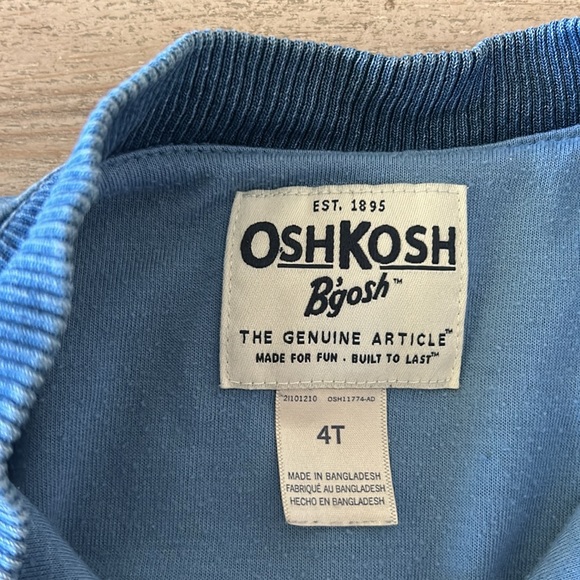 EST. 1895
OSHKOSH
B'gosh™
THE GENUINE ARTICLE™
MADE FOR FUN · BUILT TO LAST™
21101210 OSH11774-AD
4T
MADE IN BANGLADESH
FABRIQUÉ AU BANGLADESH
HECHO EN BANGLADESH